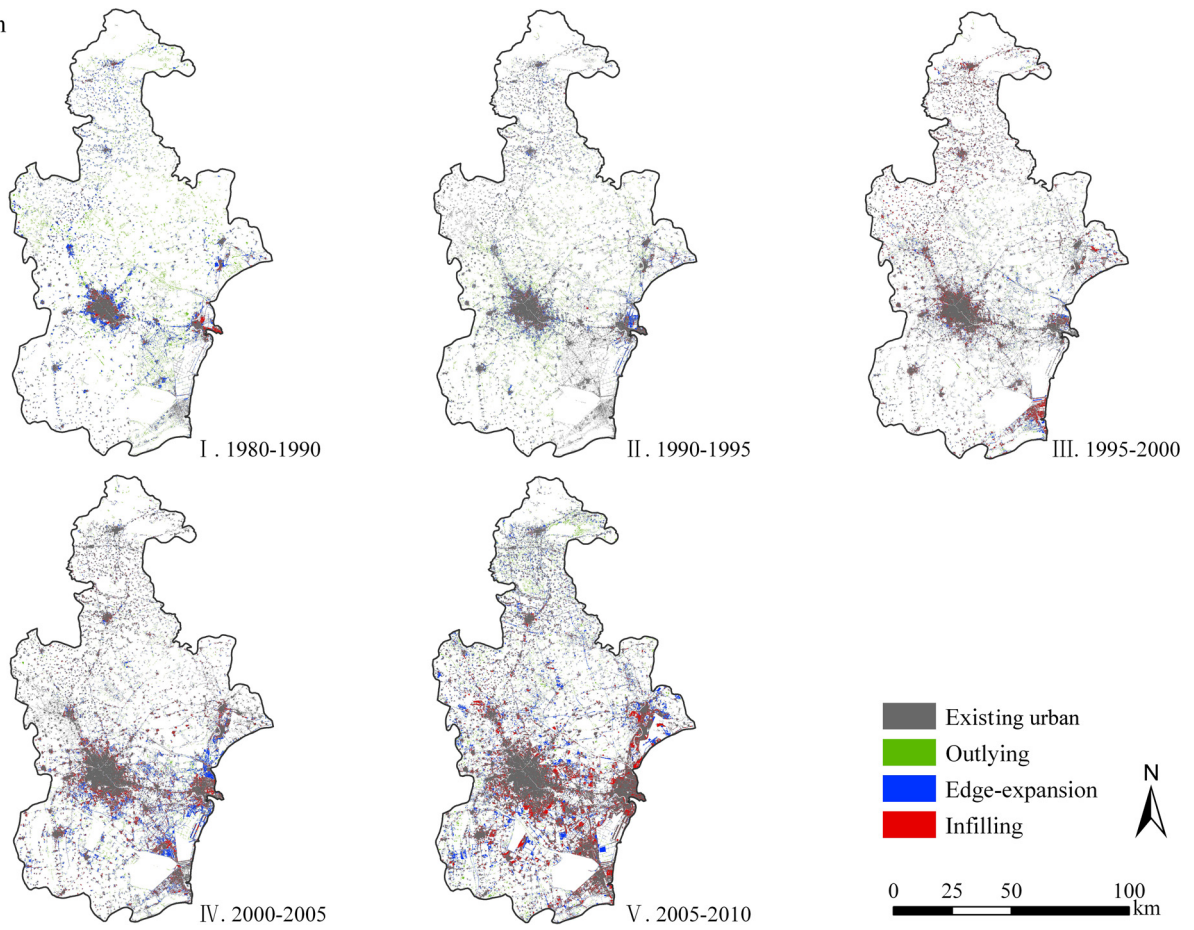 I . 1980-1990
II . 1990-1995
III. 1995-2000
IV. 2000-2005
V. 2005-2010
Existing urban
Outlying
Edge-expansion
Infilling
N
0 25 50 100
km